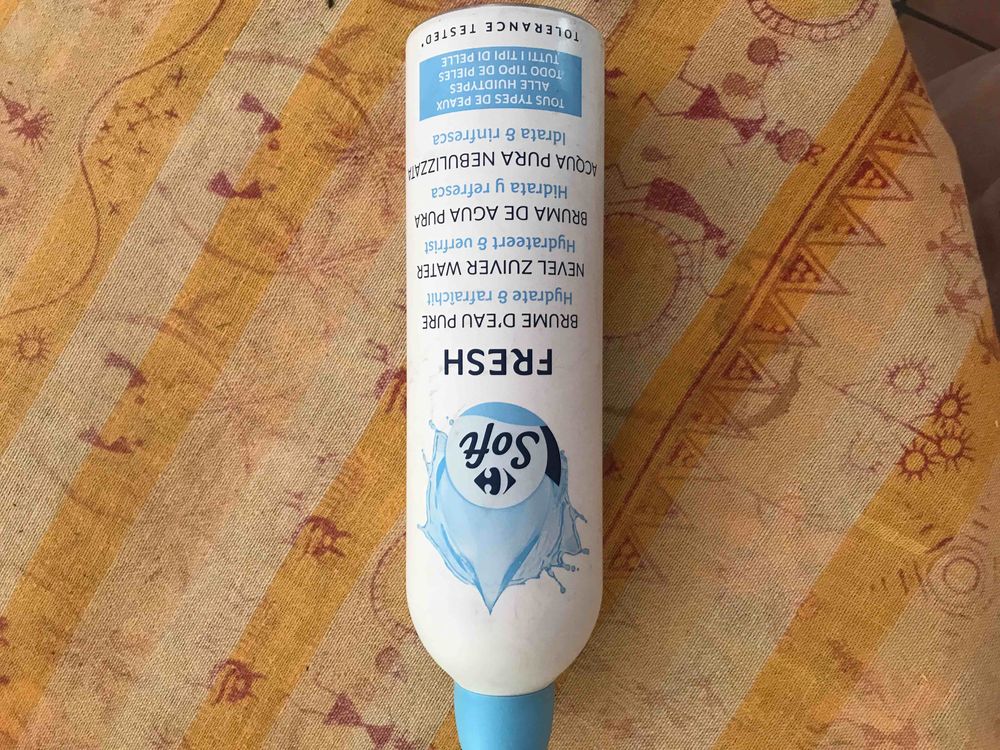 Soft
FRESH
BRUME D'EAU PURE
Hydrate & rafraîchit
NEVEL ZUIVER WATER
Hydrateert & verfrist
BRUMA DE AGUA PURA
Hidrata y refresca
ACQUA PURA NEBULIZZATA
Idrata & rinfresca
TOUS TYPES DE PEAUX
ALLE HUIDTYPES
TODO TIPO DE PIELES
TUTTI I TIPI DI PELLE
TOLERANCE TESTED*